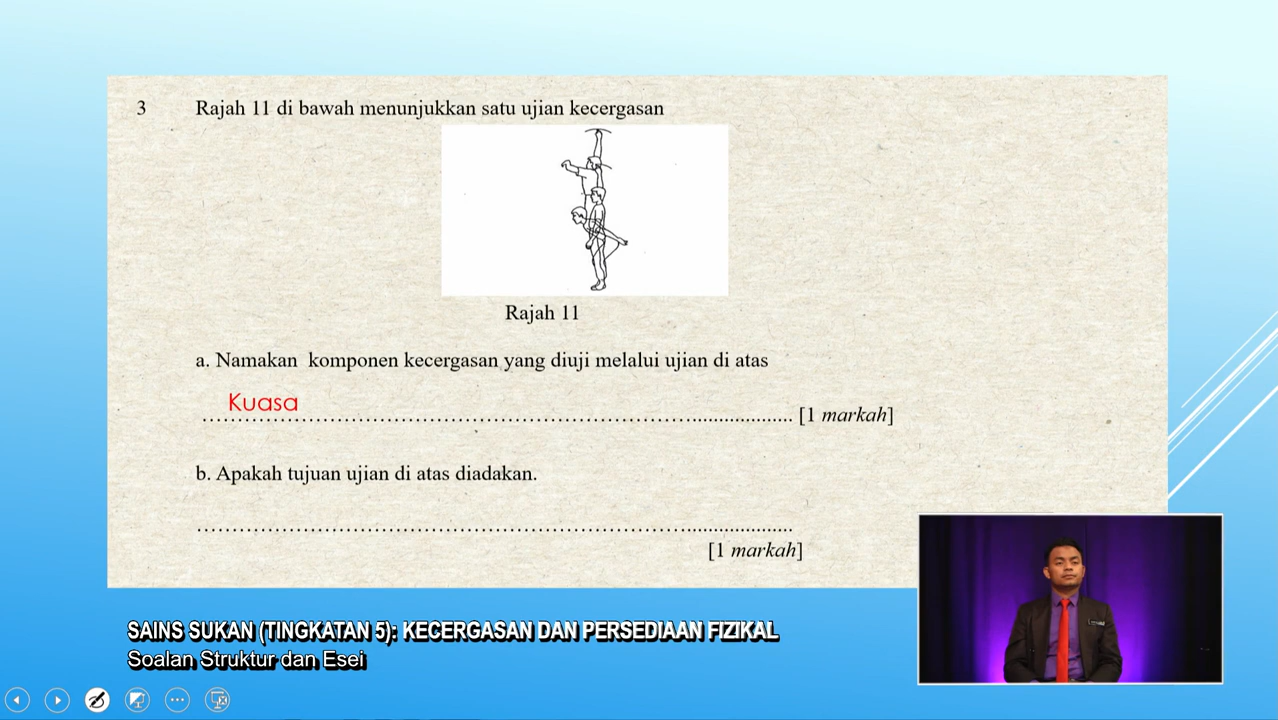 3 Rajah 11 di bawah menunjukkan satu ujian kecergasan
Rajah 11
a. Namakan komponen kecergasan yang diuji melalui ujian di atas
Kuasa
.......................................................................................... [1 markah]
b. Apakah tujuan ujian di atas diadakan.
..........................................................................................
[1 markah]
SAINS SUKAN (TINGKATAN 5): KECERGASAN DAN PERSEDIAAN FIZIKAL
Soalan Struktur dan Esei